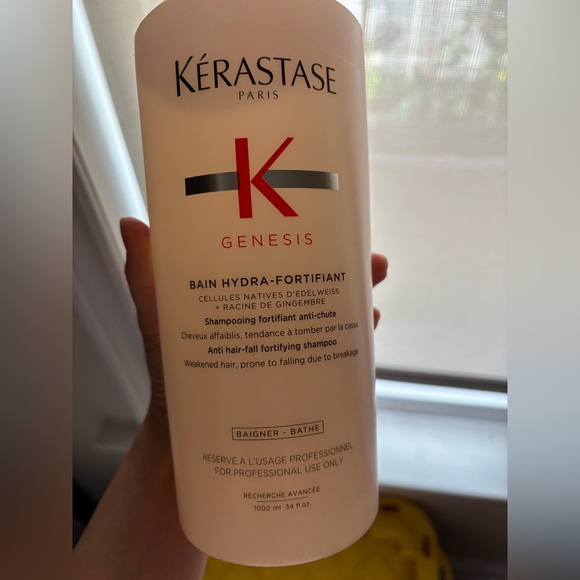 KÉRASTASE
PARIS
K
GENESIS
BAIN HYDRA-FORTIFIANT
CELLULES NATIVES D'EDELWEISS
+ RACINE DE GINGEMBRE
Shampooing fortifiant anti-chute
Cheveux affaiblis, tendance à tomber par la casse
Anti hair-fall fortifying shampoo
Weakened hair, prone to falling due to breakage
BAIGNER - BATHE
RÉSERVÉ À L'USAGE PROFESSIONNEL
FOR PROFESSIONAL USE ONLY
RECHERCHE AVANCÉE
1000 ml 34 fl.oz.